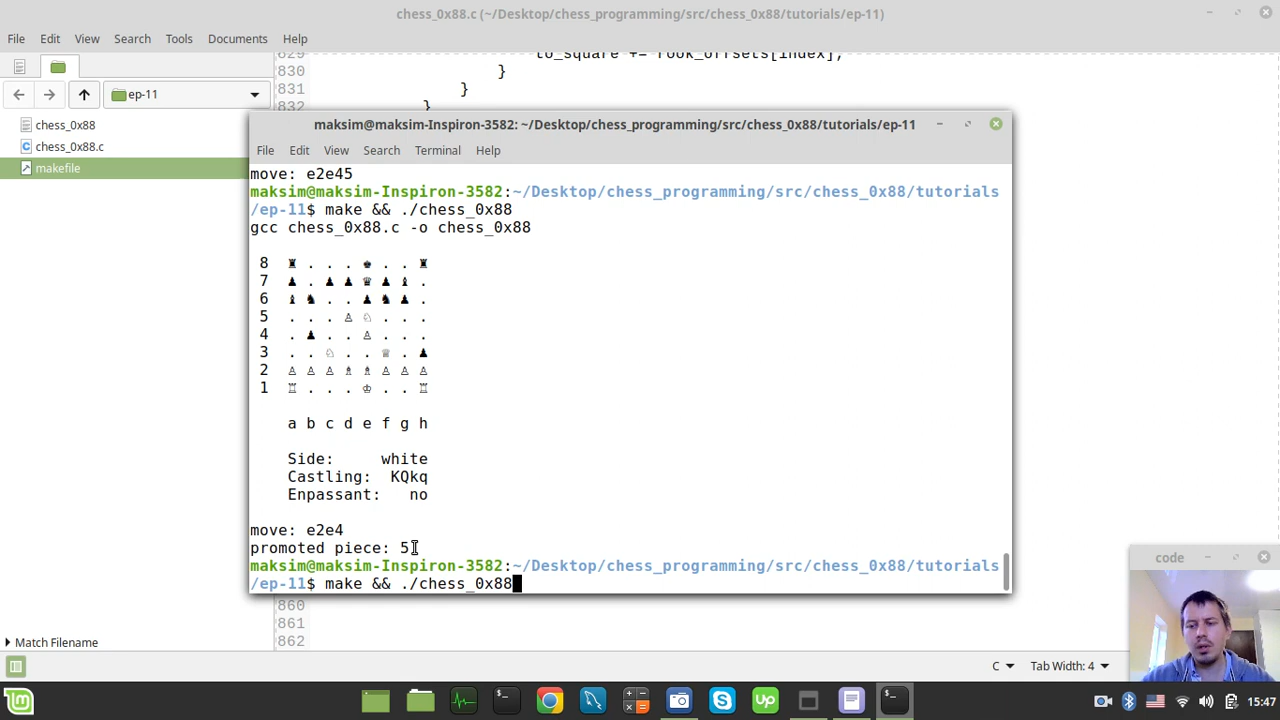 chess_0x88.c (~/Desktop/chess_programming/src/chess_0x88/tutorials/ep-11)
File Edit View Search Tools Documents Help
ep-11
chess_0x88
chess_0x88.c
makefile
Match Filename
829 to_square += rook_offsets[index];
830 }
831 }
832 }
maksim@maksim-Inspiron-3582: ~/Desktop/chess_programming/src/chess_0x88/tutorials/ep-11
File Edit View Search Terminal Help
move: e2e45
maksim@maksim-Inspiron-3582:~/Desktop/chess_programming/src/chess_0x88/tutorials
/ep-11$ make && ./chess_0x88
gcc chess_0x88.c -o chess_0x88
8 ♜ . . . ♚ . . ♜
7 ♟ . ♟ ♟ ♛ ♟ ♝ .
6 ♝ ♞ . . ♟ ♞ ♟ .
5 . . . ♙ ♘ . . .
4 . ♟ . . ♙ . . .
3 . . ♘ . . ♕ . ♟
2 ♙ ♙ ♙ ♗ ♗ ♙ ♙ ♙
1 ♖ . . . ♔ . . ♖
a b c d e f g h
Side: white
Castling: KQkq
Enpassant: no
move: e2e4
promoted piece: 5
maksim@maksim-Inspiron-3582:~/Desktop/chess_programming/src/chess_0x88/tutorials
/ep-11$ make && ./chess_0x88
860
861
862
code
C Tab Width: 4
15:47